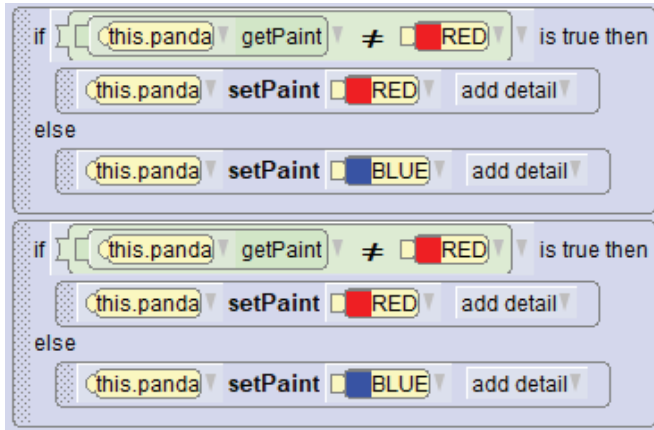 if this.panda getPaint ≠ RED is true then
this.panda setPaint RED add detail
else
this.panda setPaint BLUE add detail
if this.panda getPaint ≠ RED is true then
this.panda setPaint RED add detail
else
this.panda setPaint BLUE add detail